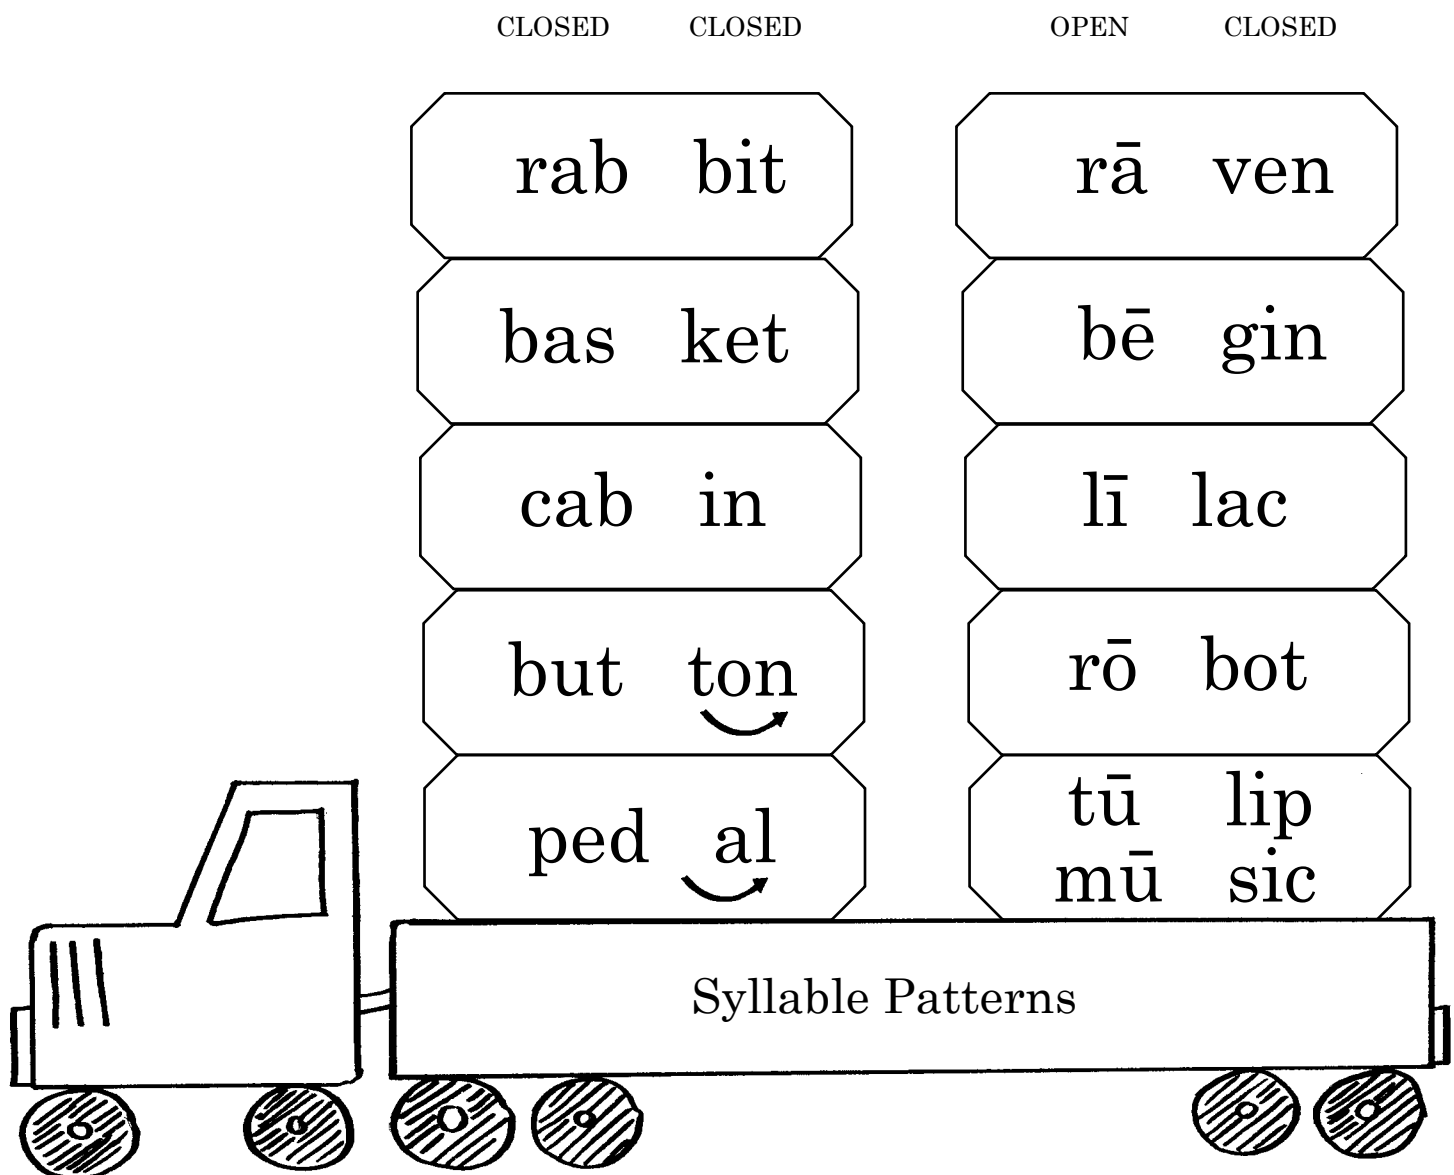 CLOSED CLOSED
rab bit
bas ket
cab in
but ton
ped al
OPEN CLOSED
rā ven
bē gin
lī lac
rō bot
tū lip
mū sic
Syllable Patterns